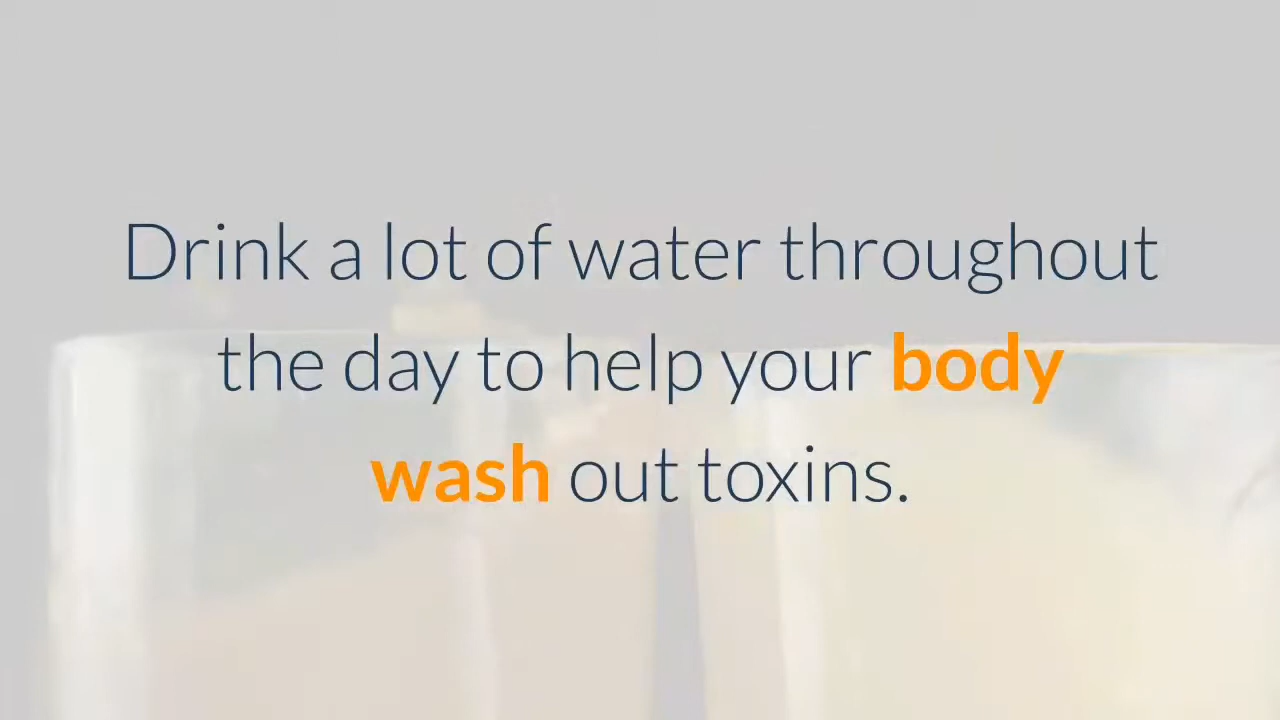 Drink a lot of water throughout
the day to help your body
wash out toxins.